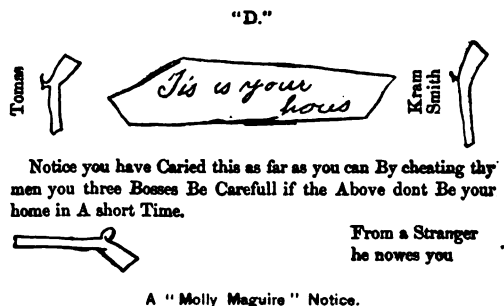 "D."
Tomas
Tis is your
hous
Kram
Smith
Notice you have Caried this as far as you can By cheating thy
men you three Bosses Be Carefull if the Above dont Be your
home in A short Time.
From a Stranger
he nowes you
A "Molly Maguire" Notice.